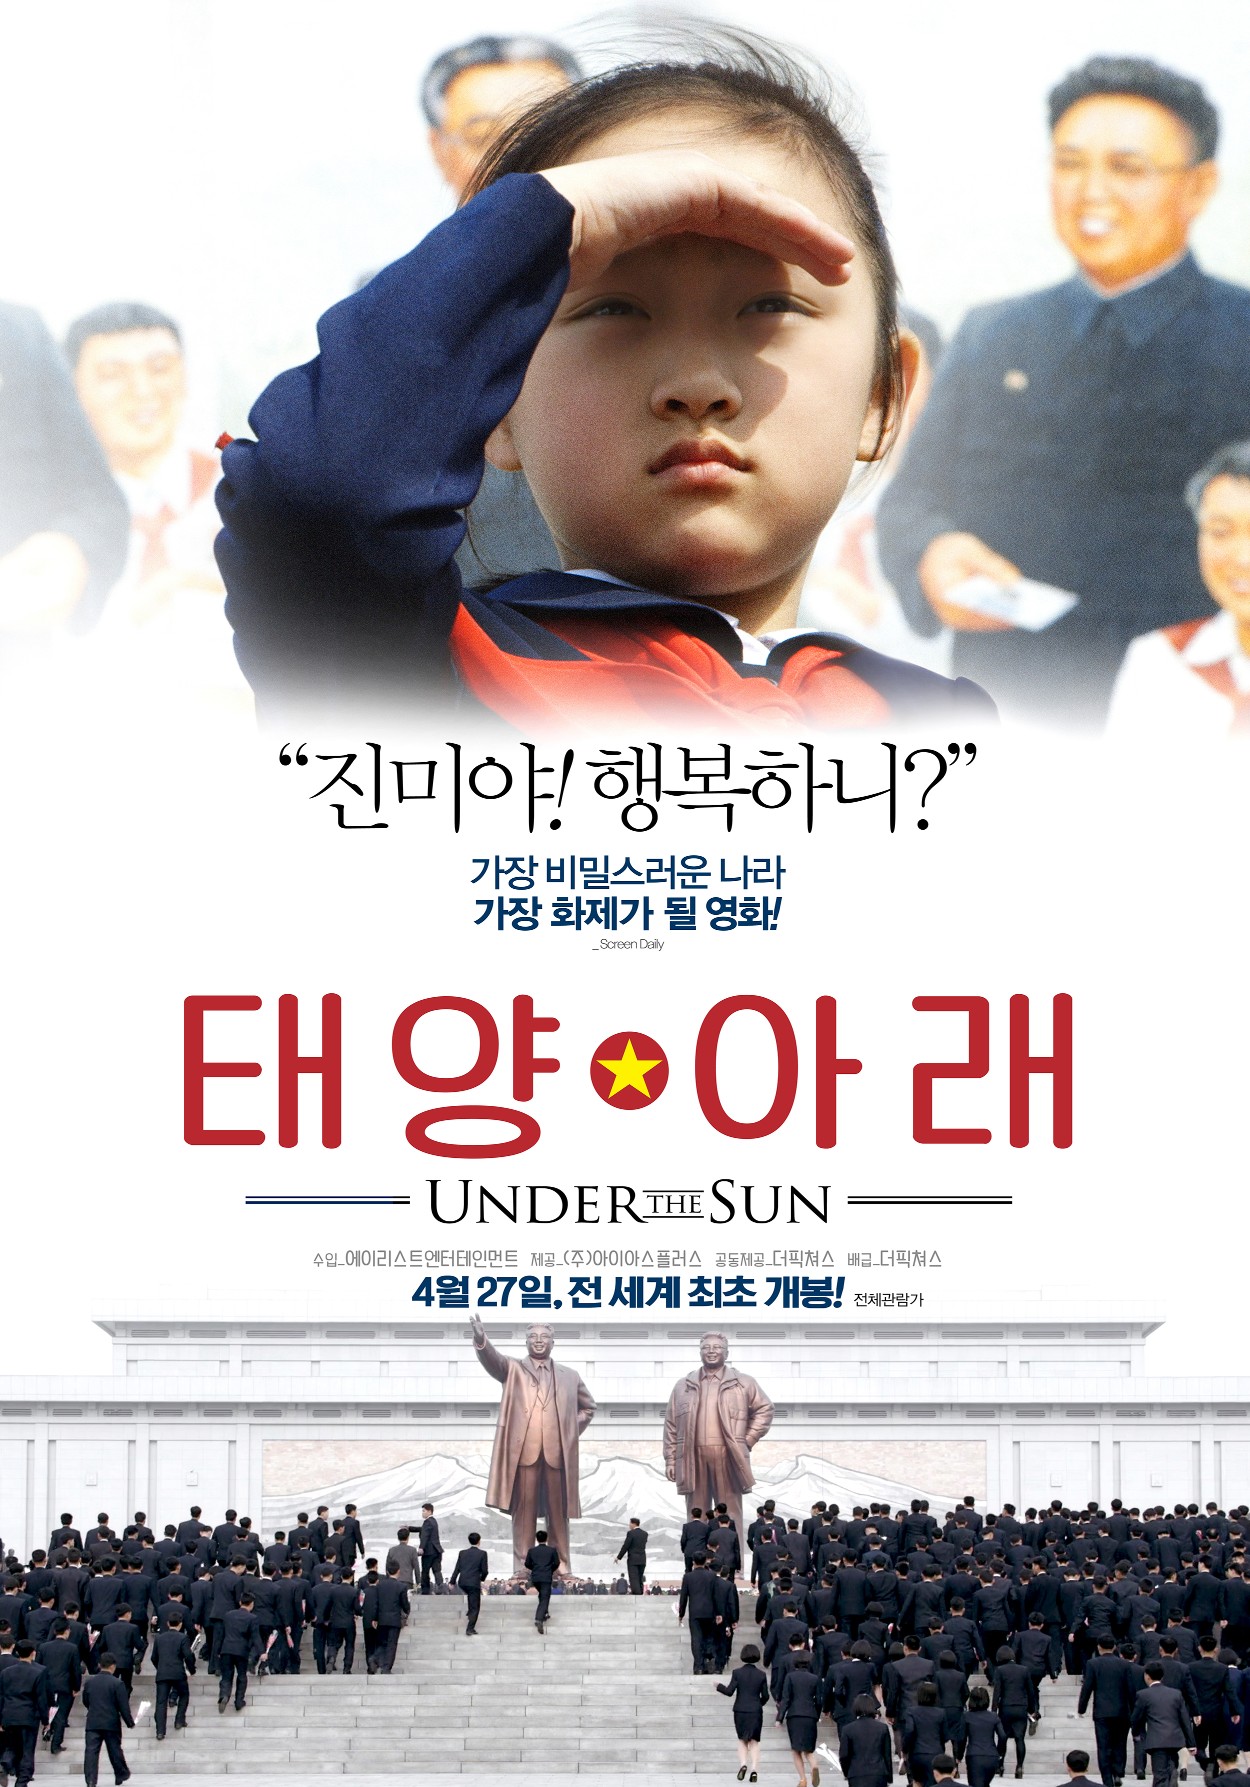 “진미야! 행복하니?”
가장 비밀스러운 나라
가장 화제가 될 영화!
_Screen Daily
태양★아래
UNDER THE SUN
수입_에이리스트엔터테인먼트 제공_(주)아이아스플러스 공동제공_더픽쳐스 배급_더픽쳐스
4월 27일, 전 세계 최초 개봉! 전체관람가